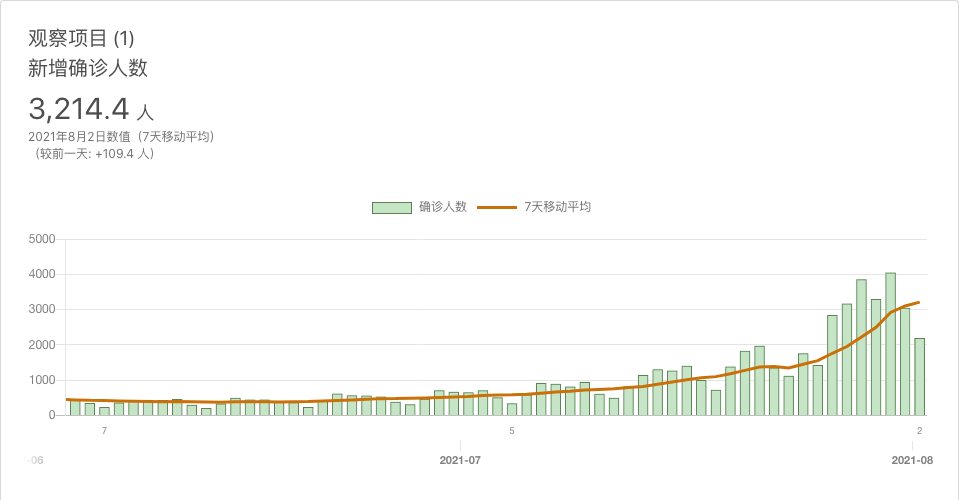 观察项目 (1)
新增确诊人数
3,214.4 人
2021年8月2日数值（7天移动平均）
（较前一天: +109.4 人）
确诊人数 7天移动平均
5000
4000
3000
2000
1000
0
7 5 2
-06 2021-07 2021-08